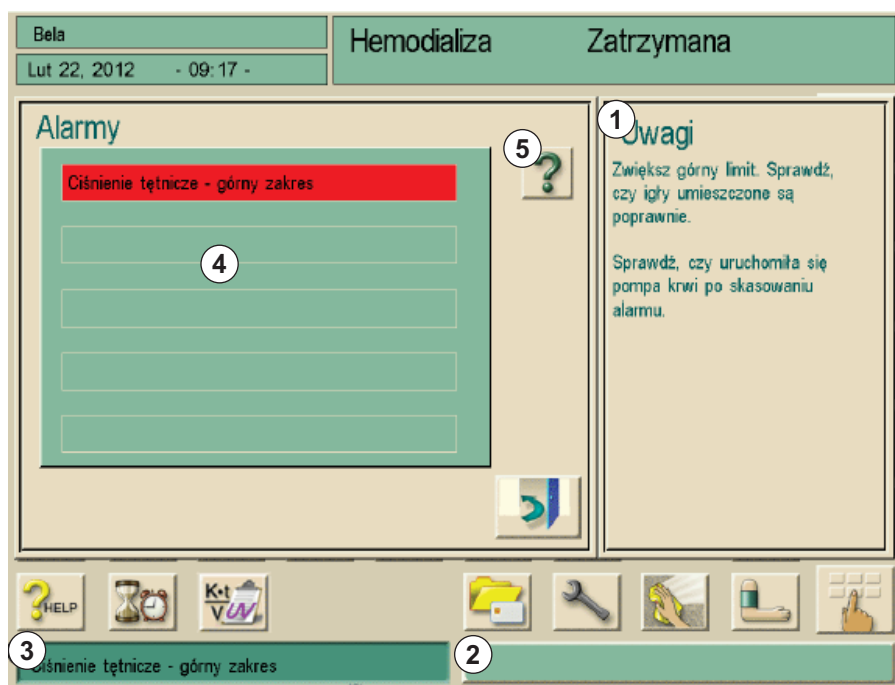 Bela
Lut 22, 2012 - 09:17 -
Hemodializa Zatrzymana
Alarmy
Ciśnienie tętnicze - górny zakres
4
5
?
1
Uwagi
Zwiększ górny limit. Sprawdź,
czy igły umieszczone są
poprawnie.
Sprawdź, czy uruchomiła się
pompa krwi po skasowaniu
alarmu.
?HELP
K•t
V UV
3
Ciśnienie tętnicze - górny zakres
2